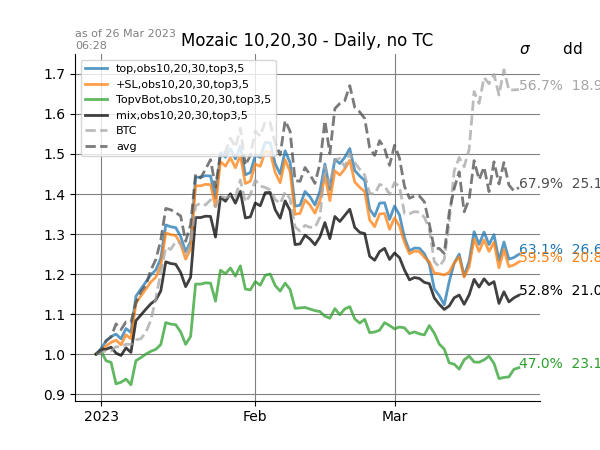 as of 26 Mar 2023
06:28
Mozaic 10,20,30 - Daily, no TC
σ dd
top,obs10,20,30,top3,5
+SL,obs10,20,30,top3,5
TopvBot,obs10,20,30,top3,5
mix,obs10,20,30,top3,5
BTC
avg
1.7
1.6
1.5
1.4
1.3
1.2
1.1
1.0
0.9
56.7% 18.9
67.9% 25.1
63.1% 26.6
59.5% 20.8
52.8% 21.0
47.0% 23.1
2023 Feb Mar